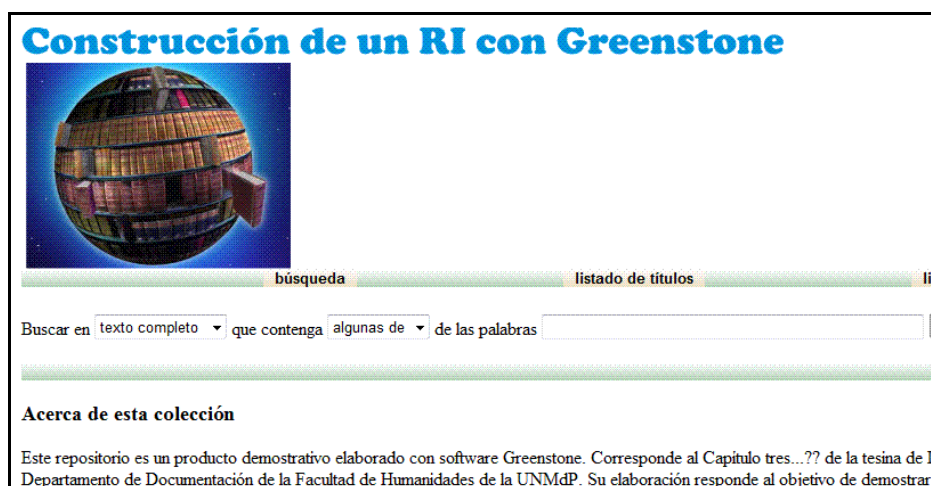 Construcción de un RI con Greenstone
búsqueda listado de títulos
Buscar en texto completo que contenga algunas de de las palabras
Acerca de esta colección
Este repositorio es un producto demostrativo elaborado con software Greenstone. Corresponde al Capítulo tres...?? de la tesina de
Departamento de Documentación de la Facultad de Humanidades de la UNMdP. Su elaboración responde al objetivo de demostrar